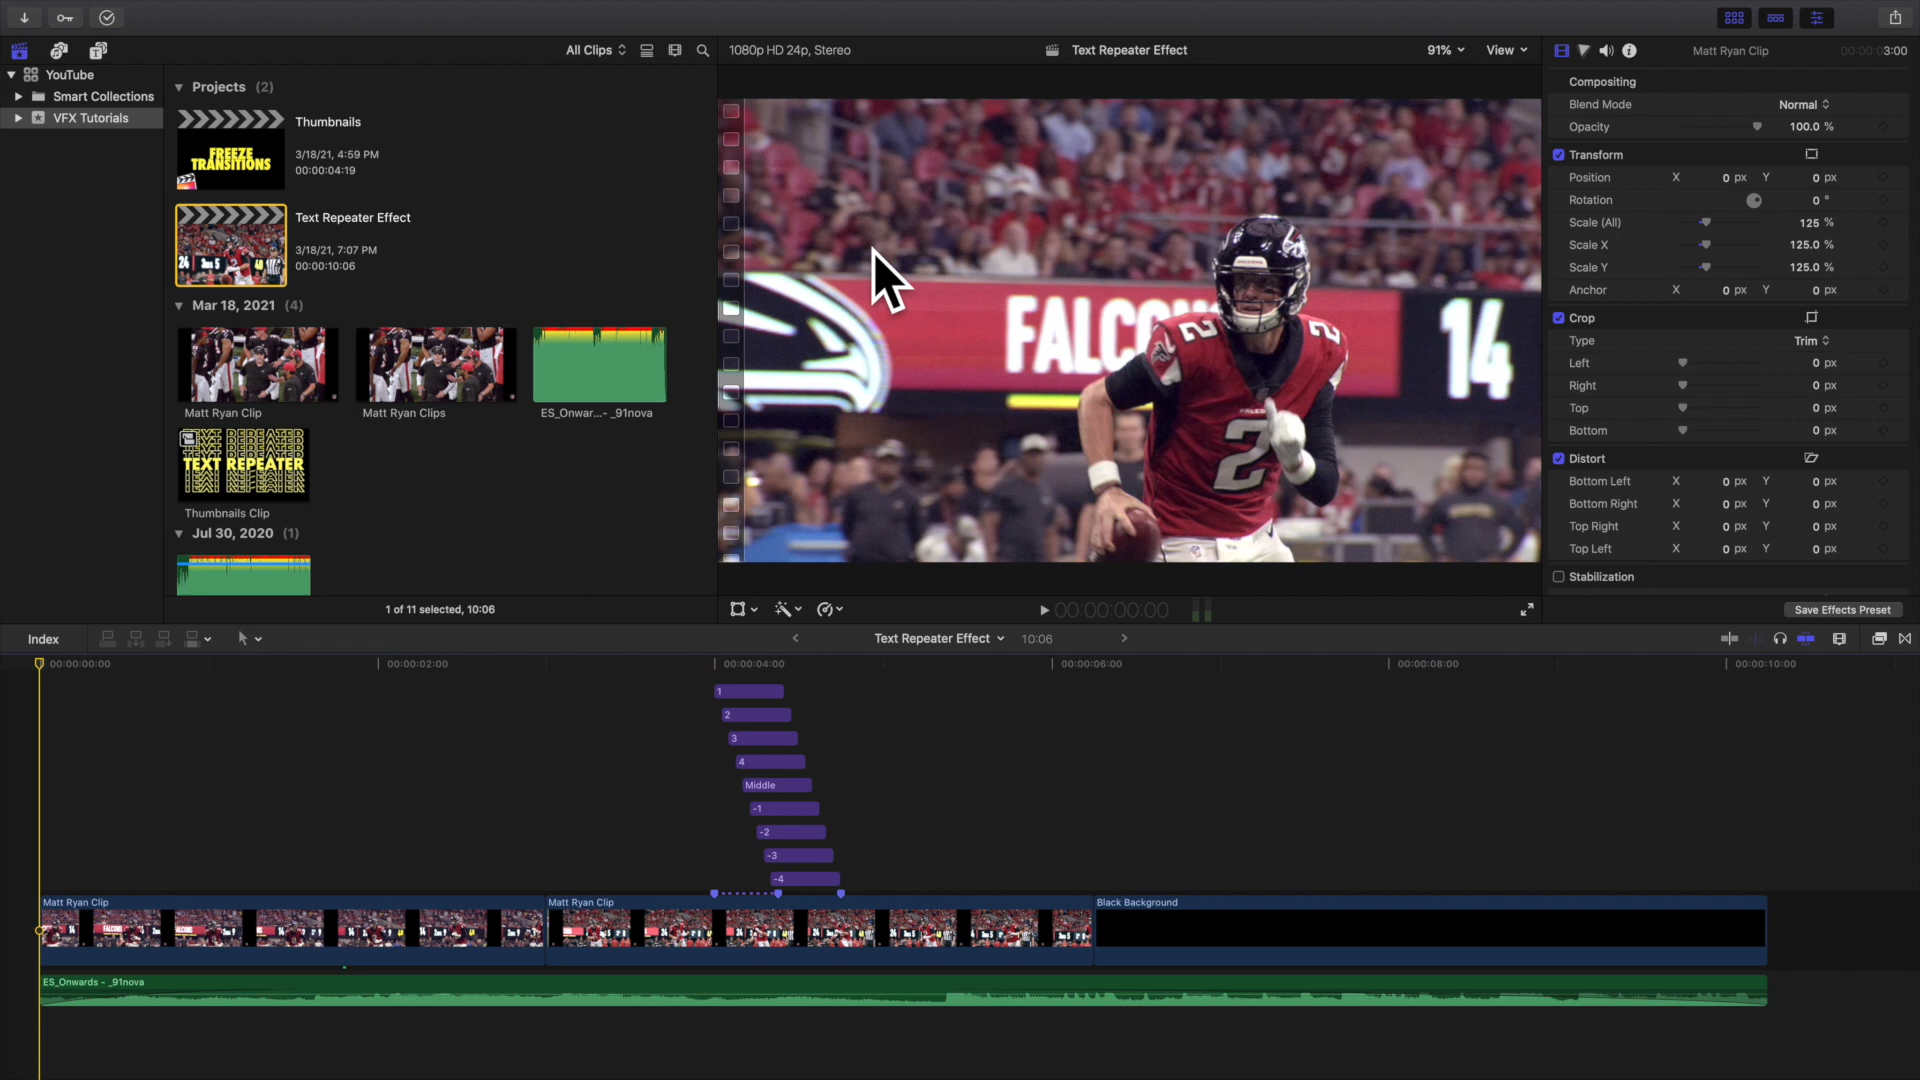 All Clips
1080p HD 24p, Stereo
Text Repeater Effect
91%
View
Matt Ryan Clip
00:00:03:00
YouTube
Smart Collections
VFX Tutorials
Projects (2)
FREEZE
TRANSITIONS
Thumbnails
3/18/21, 4:59 PM
00:00:04:19
Text Repeater Effect
3/18/21, 7:07 PM
00:00:10:06
Mar 18, 2021 (4)
Matt Ryan Clip
Matt Ryan Clips
ES_Onwar...- _91nova
TEXT REPEATER
Thumbnails Clip
Jul 30, 2020 (1)
1 of 11 selected, 10:06
FALCONS
14
2
2
2
Compositing
Blend Mode
Normal
Opacity
100.0 %
Transform
Position X 0 px Y 0 px
Rotation 0 °
Scale (All) 125 %
Scale X 125.0 %
Scale Y 125.0 %
Anchor X 0 px Y 0 px
Crop
Type Trim
Left 0 px
Right 0 px
Top 0 px
Bottom 0 px
Distort
Bottom Left X 0 px Y 0 px
Bottom Right X 0 px Y 0 px
Top Right X 0 px Y 0 px
Top Left X 0 px Y 0 px
Stabilization
Save Effects Preset
00:00:00:00
Index
Text Repeater Effect
10:06
00:00:00:00
00:00:02:00
00:00:04:00
00:00:06:00
00:00:08:00
00:00:10:00
1
2
3
4
Middle
-1
-2
-3
-4
Matt Ryan Clip
Matt Ryan Clip
Black Background
ES_Onwards - _91nova